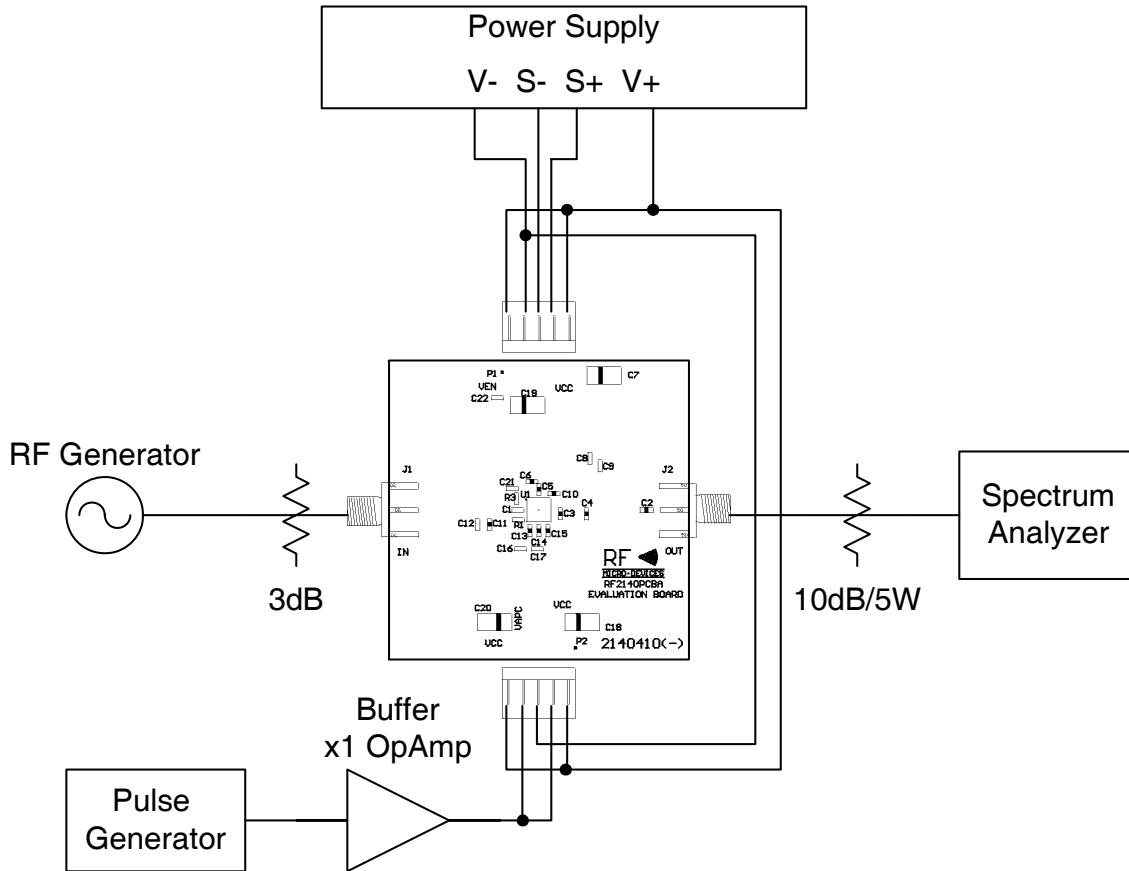 Power Supply
V- S- S+ V+
P1
VEN
C22
C19
VCC
C7
RF Generator
3dB
J1
IN
C21
R3
C1
C12
C11
R1
C13
C16
C6
C5
U1
C10
C3
C4
C14
C15
C17
C8
C9
J2
C2
OUT
RF
MICRO-DEVICES
RF2140PCBA
EVALUATION BOARD
10dB/5W
Spectrum
Analyzer
C20
VAPC
VCC
VCC
C18
P2
2140410(-)
Buffer
x1 OpAmp
Pulse
Generator